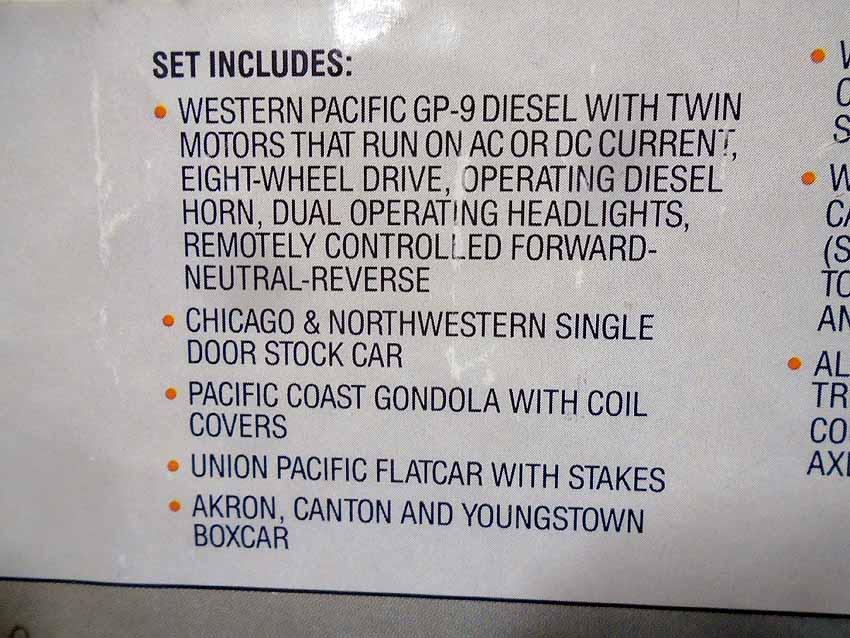 SET INCLUDES:
• WESTERN PACIFIC GP-9 DIESEL WITH TWIN
MOTORS THAT RUN ON AC OR DC CURRENT,
EIGHT-WHEEL DRIVE, OPERATING DIESEL
HORN, DUAL OPERATING HEADLIGHTS,
REMOTELY CONTROLLED FORWARD-
NEUTRAL-REVERSE
• CHICAGO & NORTHWESTERN SINGLE
DOOR STOCK CAR
• PACIFIC COAST GONDOLA WITH COIL
COVERS
• UNION PACIFIC FLATCAR WITH STAKES
• AKRON, CANTON AND YOUNGSTOWN
BOXCAR